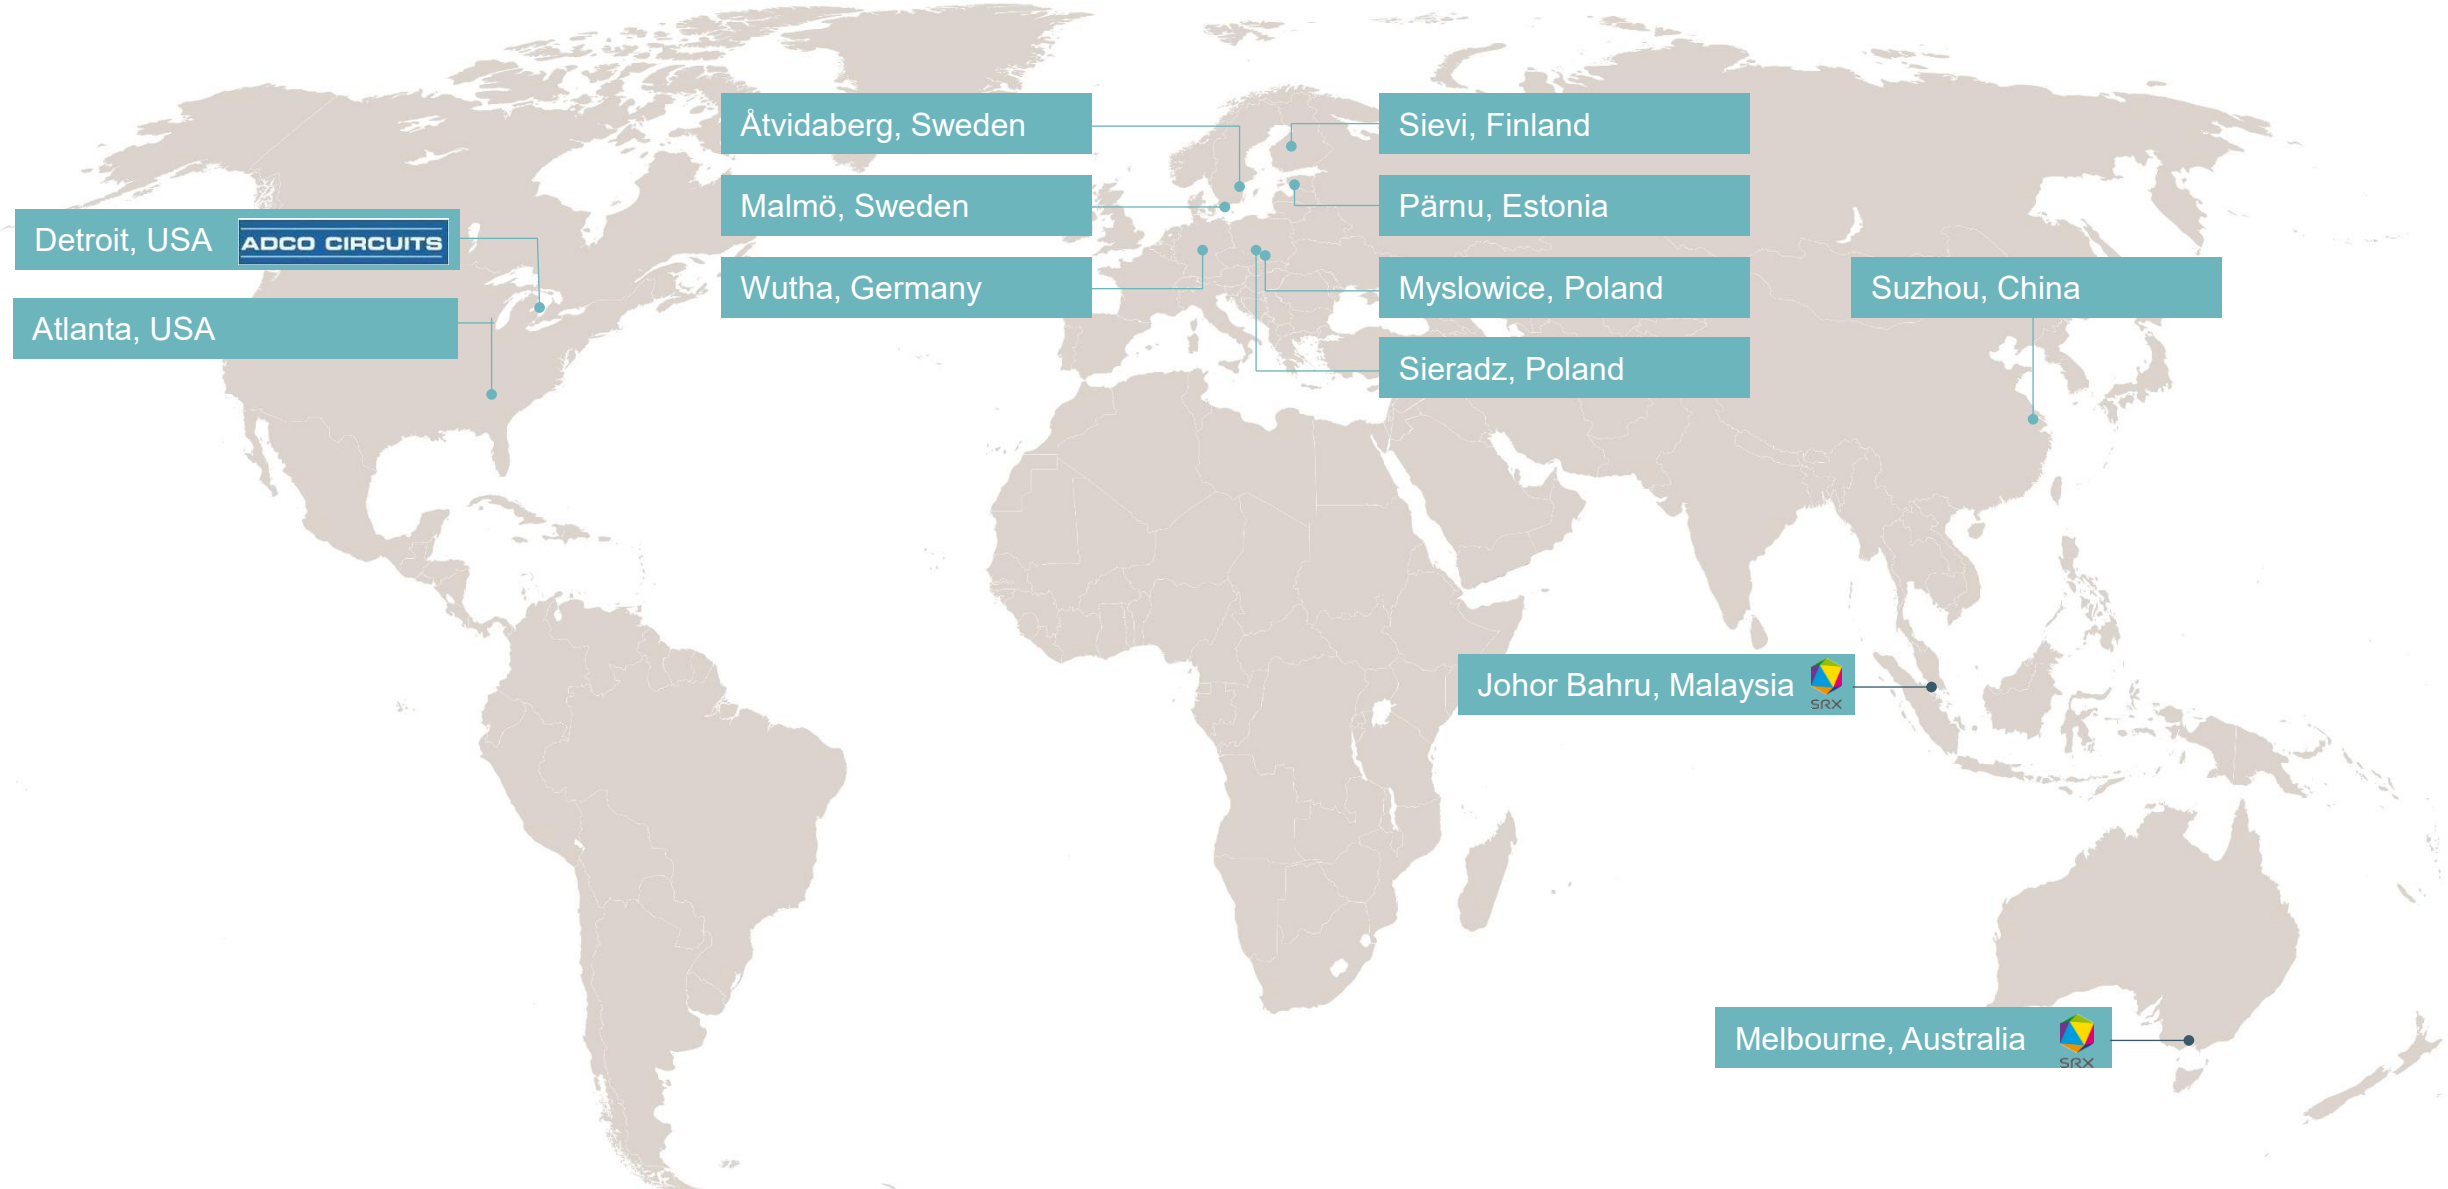 Åtvidaberg, Sweden
Sievi, Finland
Malmö, Sweden
Pärnu, Estonia
Detroit, USA ADCO CIRCUITS
Wutha, Germany
Myslowice, Poland
Suzhou, China
Atlanta, USA
Sieradz, Poland
Johor Bahru, Malaysia
SRX
Melbourne, Australia
SRX